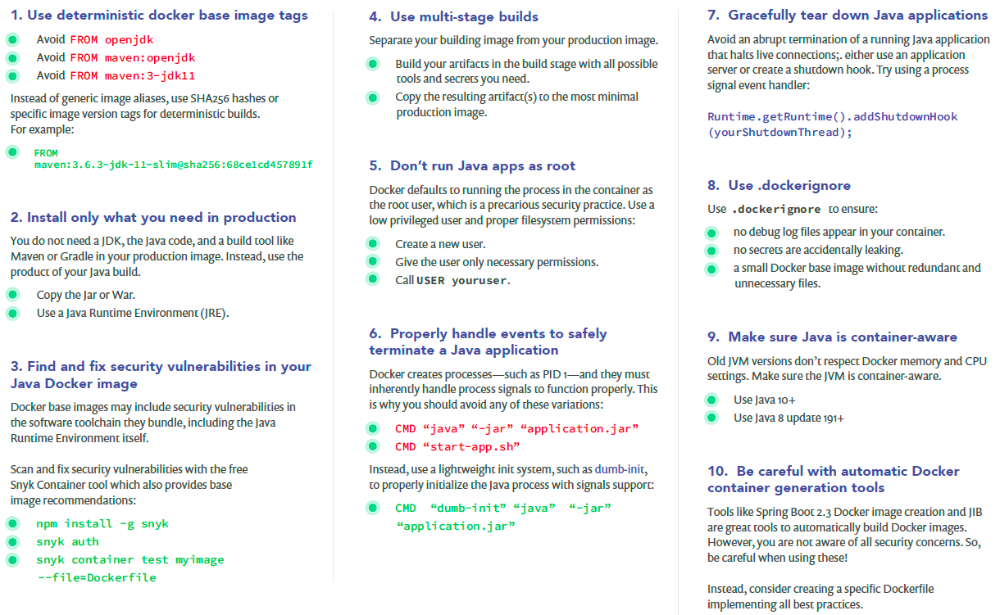 1. Use deterministic docker base image tags
Avoid FROM openjdk
Avoid FROM maven:openjdk
Avoid FROM maven:3-jdk11
Instead of generic image aliases, use SHA256 hashes or
specific image version tags for deterministic builds.
For example:
FROM
maven:3.6.3-jdk-11-slim@sha256:68ce1cd457891f
2. Install only what you need in production
You do not need a JDK, the Java code, and a build tool like
Maven or Gradle in your production image. Instead, use the
product of your Java build.
Copy the Jar or War.
Use a Java Runtime Environment (JRE).
3. Find and fix security vulnerabilities in your
Java Docker image
Docker base images may include security vulnerabilities in
the software toolchain they bundle, including the Java
Runtime Environment itself.
Scan and fix security vulnerabilities with the free
Snyk Container tool which also provides base
image recommendations:
npm install -g snyk
snyk auth
snyk container test myimage
--file=Dockerfile
4. Use multi-stage builds
Separate your building image from your production image.
Build your artifacts in the build stage with all possible
tools and secrets you need.
Copy the resulting artifact(s) to the most minimal
production image.
5. Don’t run Java apps as root
Docker defaults to running the process in the container as
the root user, which is a precarious security practice. Use a
low privileged user and proper filesystem permissions:
Create a new user.
Give the user only necessary permissions.
Call USER youruser.
6. Properly handle events to safely
terminate a Java application
Docker creates processes—such as PID 1—and they must
inherently handle process signals to function properly. This
is why you should avoid any of these variations:
CMD “java” “-jar” “application.jar”
CMD “start-app.sh”
Instead, use a lightweight init system, such as dumb-init,
to properly initialize the Java process with signals support:
CMD “dumb-init” “java” “-jar”
“application.jar”
7. Gracefully tear down Java applications
Avoid an abrupt termination of a running Java application
that halts live connections;. either use an application
server or create a shutdown hook. Try using a process
signal event handler:
Runtime.getRuntime().addShutdownHook
(yourShutdownThread);
8. Use .dockerignore
Use .dockerignore to ensure:
no debug log files appear in your container.
no secrets are accidentally leaking.
a small Docker base image without redundant and
unnecessary files.
9. Make sure Java is container-aware
Old JVM versions don’t respect Docker memory and CPU
settings. Make sure the JVM is container-aware.
Use Java 10+
Use Java 8 update 191+
10. Be careful with automatic Docker
container generation tools
Tools like Spring Boot 2.3 Docker image creation and JIB
are great tools to automatically build Docker images.
However, you are not aware of all security concerns. So,
be careful when using these!
Instead, consider creating a specific Dockerfile
implementing all best practices.